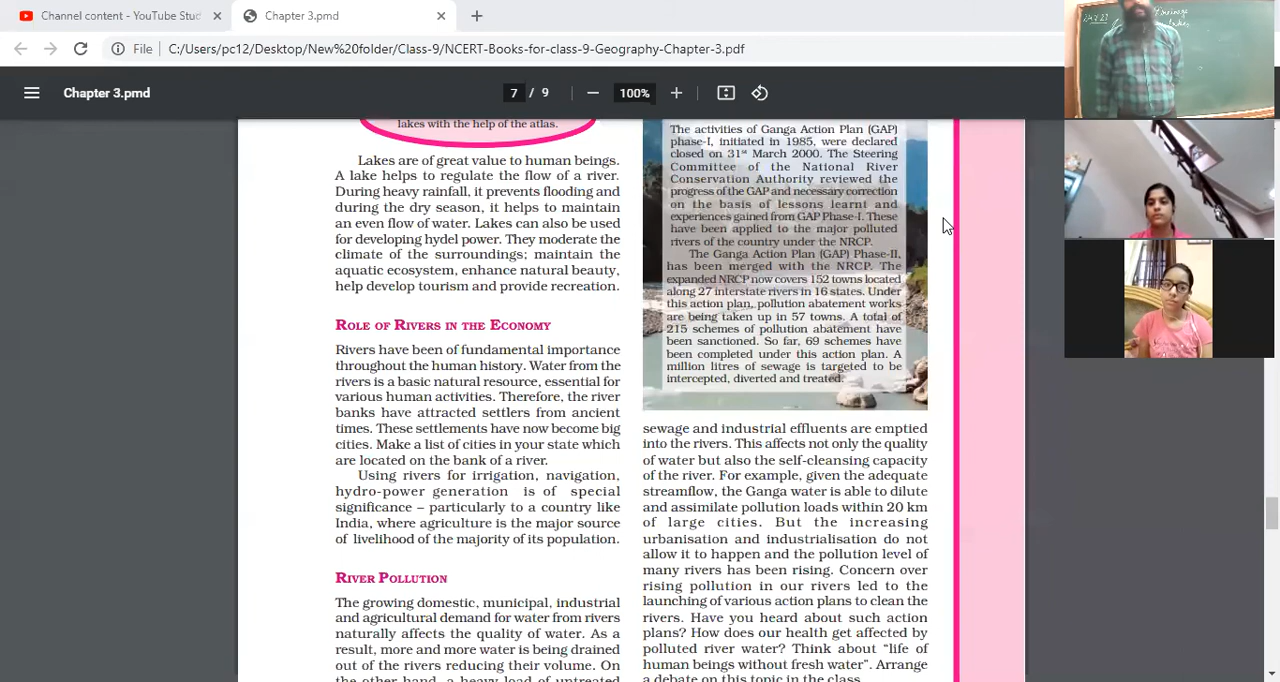 Channel content - YouTube Stu
Chapter 3.pmd
File
C:/Users/pc12/Desktop/New%20folder/Class-9/NCERT-Books-for-class-9-Geography-Chapter-3.pdf
Chapter 3.pmd
7 / 9
100%
lakes with the help of the atlas.
Lakes are of great value to human beings.
A lake helps to regulate the flow of a river.
During heavy rainfall, it prevents flooding and
during the dry season, it helps to maintain
an even flow of water. Lakes can also be used
for developing hydel power. They moderate the
climate of the surroundings; maintain the
aquatic ecosystem, enhance natural beauty,
help develop tourism and provide recreation.
ROLE OF RIVERS IN THE ECONOMY
Rivers have been of fundamental importance
throughout the human history. Water from the
rivers is a basic natural resource, essential for
various human activities. Therefore, the river
banks have attracted settlers from ancient
times. These settlements have now become big
cities. Make a list of cities in your state which
are located on the bank of a river.
Using rivers for irrigation, navigation,
hydro-power generation is of special
significance – particularly to a country like
India, where agriculture is the major source
of livelihood of the majority of its population.
RIVER POLLUTION
The growing domestic, municipal, industrial
and agricultural demand for water from rivers
naturally affects the quality of water. As a
result, more and more water is being drained
out of the rivers reducing their volume. On
the other hand, a heavy load of untreated
The activities of Ganga Action Plan (GAP)
phase-I, initiated in 1985, were declared
closed on 31st March 2000. The Steering
Committee of the National River
Conservation Authority reviewed the
progress of the GAP and necessary correction
on the basis of lessons learnt and
experiences gained from GAP Phase-I. These
have been applied to the major polluted
rivers of the country under the NRCP.
The Ganga Action Plan (GAP) Phase-II,
has been merged with the NRCP. The
expanded NRCP now covers 152 towns located
along 27 interstate rivers in 16 states. Under
this action plan, pollution abatement works
are being taken up in 57 towns. A total of
215 schemes of pollution abatement have
been sanctioned. So far, 69 schemes have
been completed under this action plan. A
million litres of sewage is targeted to be
intercepted, diverted and treated.
sewage and industrial effluents are emptied
into the rivers. This affects not only the quality
of water but also the self-cleansing capacity
of the river. For example, given the adequate
streamflow, the Ganga water is able to dilute
and assimilate pollution loads within 20 km
of large cities. But the increasing
urbanisation and industrialisation do not
allow it to happen and the pollution level of
many rivers has been rising. Concern over
rising pollution in our rivers led to the
launching of various action plans to clean the
rivers. Have you heard about such action
plans? How does our health get affected by
polluted river water? Think about "life of
human beings without fresh water". Arrange
a debate on this topic in the class.
Drainage
Lakes